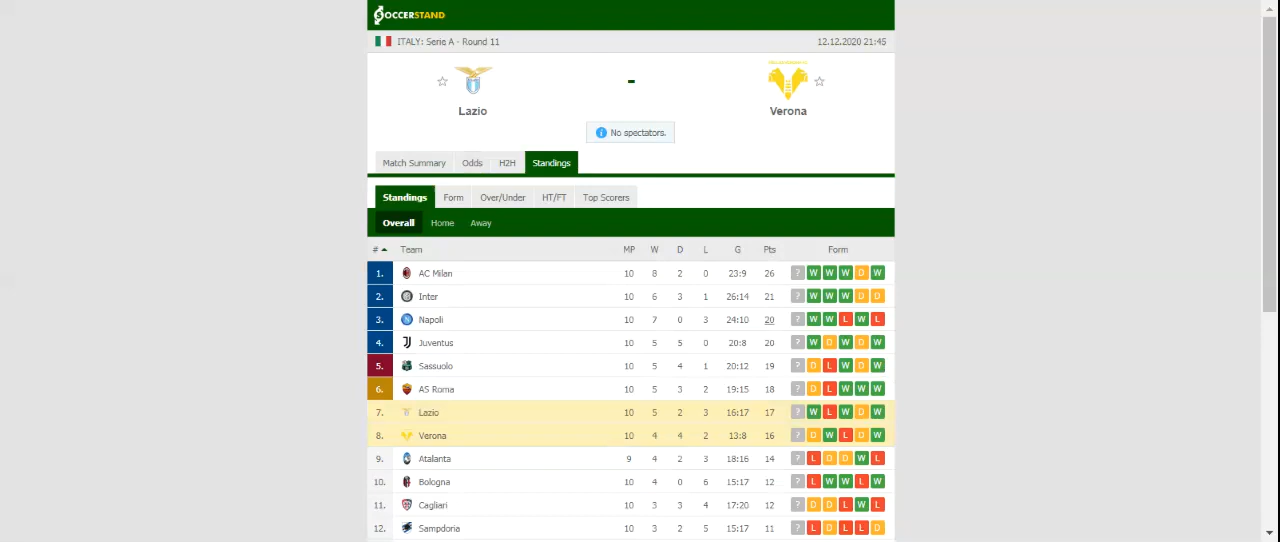 SOCCERSTAND
ITALY: Serie A - Round 11 12.12.2020 21:45
-
Lazio Verona
No spectators.
Match Summary Odds H2H Standings
Standings Form Over/Under HT/FT Top Scorers
Overall Home Away
# Team MP W D L G Pts Form
1. AC Milan 10 8 2 0 23:9 26 ? W W W D W
2. Inter 10 6 3 1 26:14 21 ? W W W D D
3. Napoli 10 7 0 3 24:10 20 ? W W L W L
4. Juventus 10 5 5 0 20:8 20 ? W D W D W
5. Sassuolo 10 5 4 1 20:12 19 ? D L W D W
6. AS Roma 10 5 3 2 19:15 18 ? D L W W W
7. Lazio 10 5 2 3 16:17 17 ? W L W D W
8. Verona 10 4 4 2 13:8 16 ? D W L D W
9. Atalanta 9 4 2 3 18:16 14 ? L D D W L
10. Bologna 10 4 0 6 15:17 12 ? L W W L W
11. Cagliari 10 3 3 4 17:20 12 ? D D L W L
12. Sampdoria 10 3 2 5 15:17 11 ? L D L L D